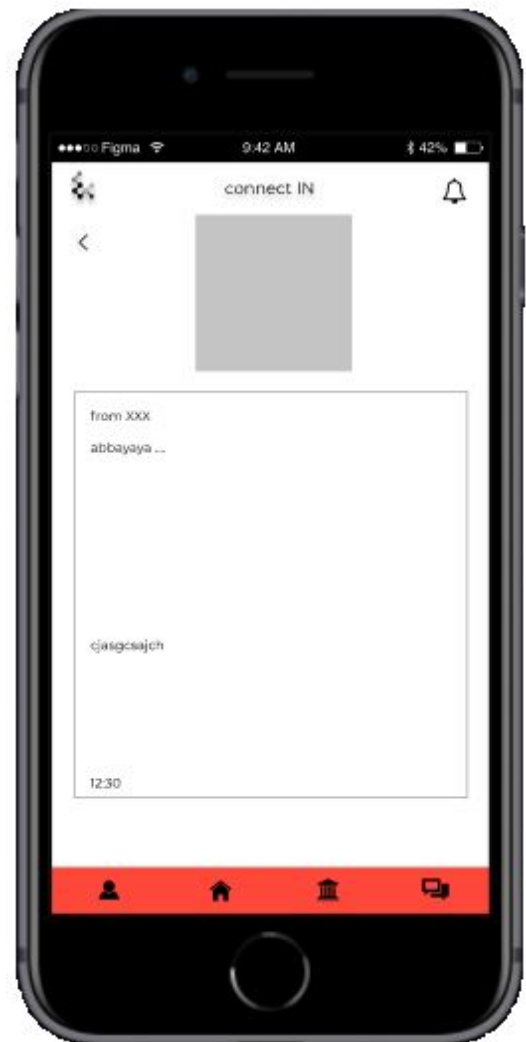 Figma 9:42 AM 42%
connect IN
from XXX
abbayaya ...
cjasgcsajch
12:30